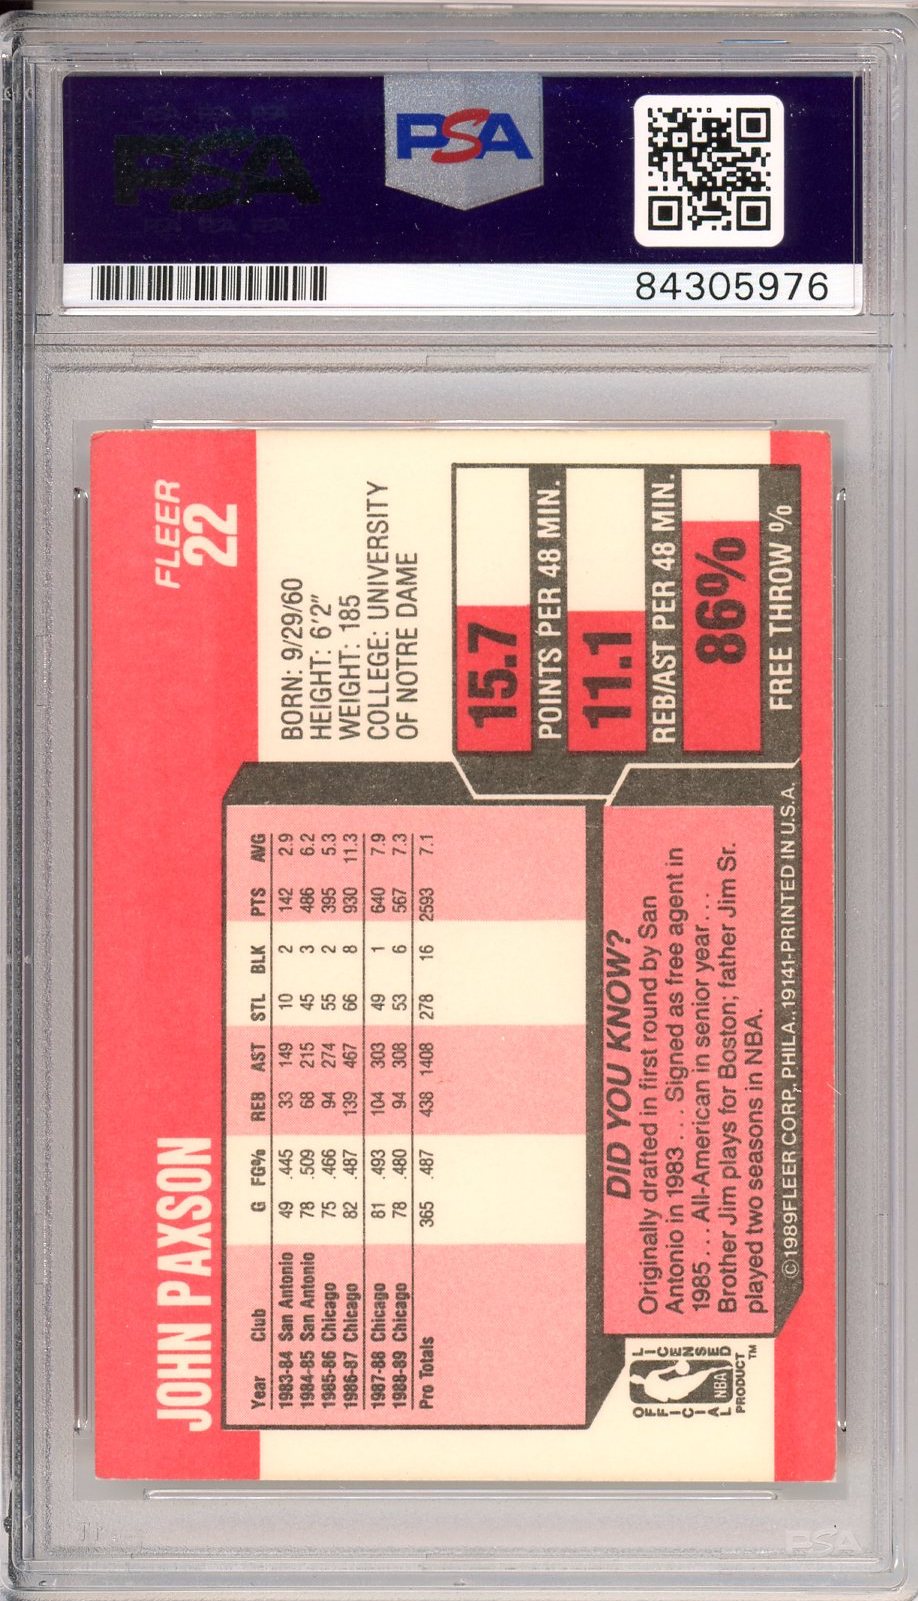 PSA
PSA
84305976
FLEER
22
JOHN PAXSON
BORN: 9/29/60
HEIGHT: 6'2"
WEIGHT: 185
COLLEGE: UNIVERSITY
OF NOTRE DAME
Year Club G FG% REB AST STL BLK PTS AVG
1983-84 San Antonio 49 .445 33 149 10 2 142 2.9
1984-85 San Antonio 78 .509 68 215 45 3 486 6.2
1985-86 Chicago 75 .466 94 274 55 2 395 5.3
1986-87 Chicago 82 .487 139 467 66 8 930 11.3
1987-88 Chicago 81 .493 104 303 49 1 640 7.9
1988-89 Chicago 78 .480 94 308 53 6 567 7.3
Pro Totals 365 .487 438 1408 278 16 2593 7.1
15.7
POINTS PER 48 MIN.
11.1
REB/AST PER 48 MIN.
86%
FREE THROW %
DID YOU KNOW?
Originally drafted in first round by San
Antonio in 1983 . . . Signed as free agent in
1985 . . . All-American in senior year . . .
Brother Jim plays for Boston; father Jim Sr.
played two seasons in NBA.
OFFICIAL LICENSED
NBA
PRODUCT™
©1989FLEER CORP., PHILA., 19141-PRINTED IN U.S.A.
PSA